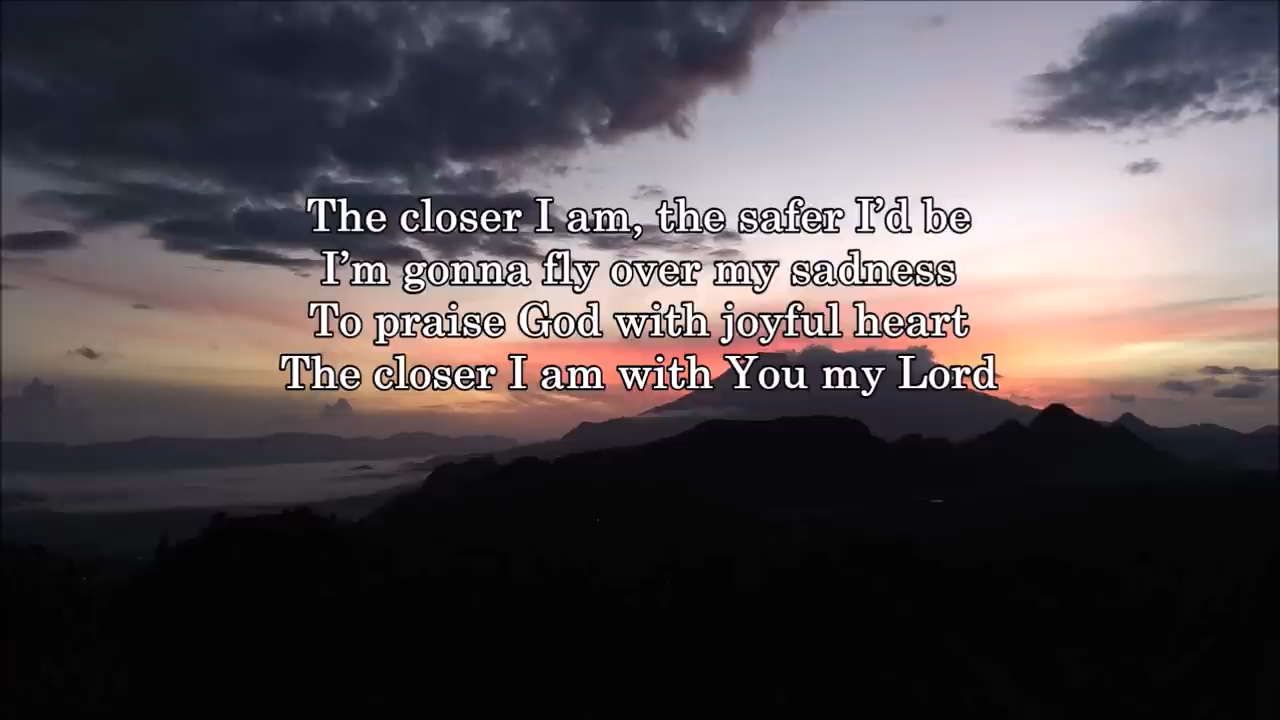 The closer I am, the safer I’d be
I’m gonna fly over my sadness
To praise God with joyful heart
The closer I am with You my Lord